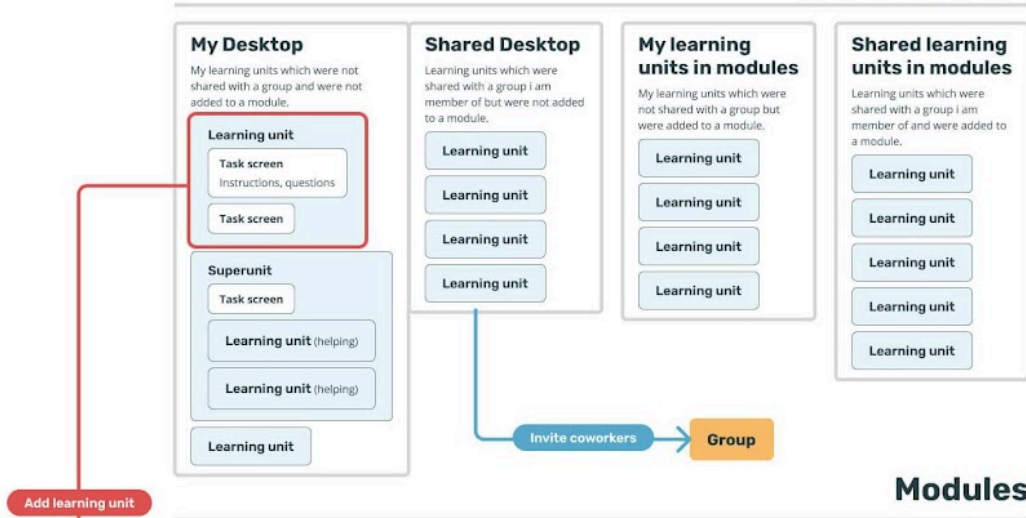 My Desktop
My learning units which were not
shared with a group and were not
added to a module.
Learning unit
Task screen
Instructions, questions
Task screen
Superunit
Task screen
Learning unit (helping)
Learning unit (helping)
Learning unit
Shared Desktop
Learning units which were
shared with a group i am
member of but were not added
to a module.
Learning unit
Learning unit
Learning unit
Learning unit
My learning
units in modules
My learning units which were
not shared with a group but
were added to a module.
Learning unit
Learning unit
Learning unit
Learning unit
Shared learning
units in modules
Learning units which were
shared with a group i am
member of and were added to
a module.
Learning unit
Learning unit
Learning unit
Learning unit
Learning unit
Invite coworkers
Group
Modules
Add learning unit